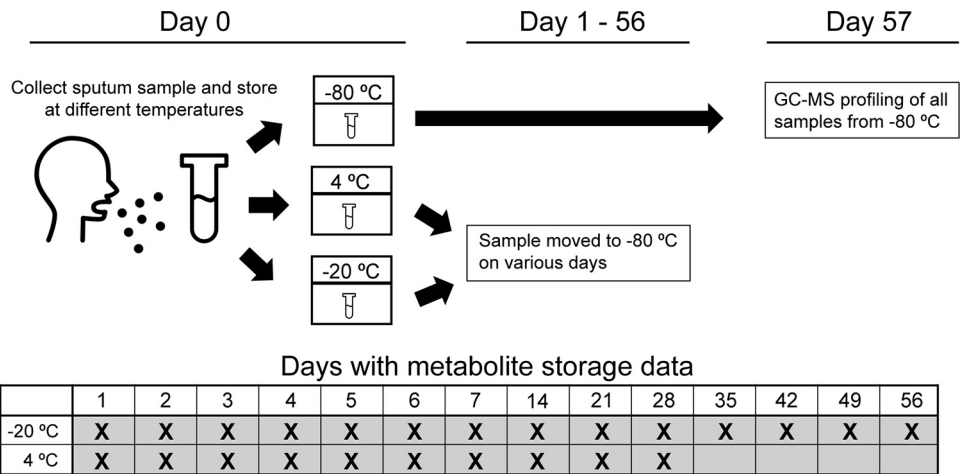 Day 0
Day 1 - 56
Day 57
Collect sputum sample and store
at different temperatures
-80 ºC
GC-MS profiling of all
samples from -80 ºC
4 ºC
Sample moved to -80 ºC
on various days
-20 ºC
Days with metabolite storage data
1 2 3 4 5 6 7 14 21 28 35 42 49 56
-20 ºC X X X X X X X X X X X X X X
4 ºC X X X X X X X X X X